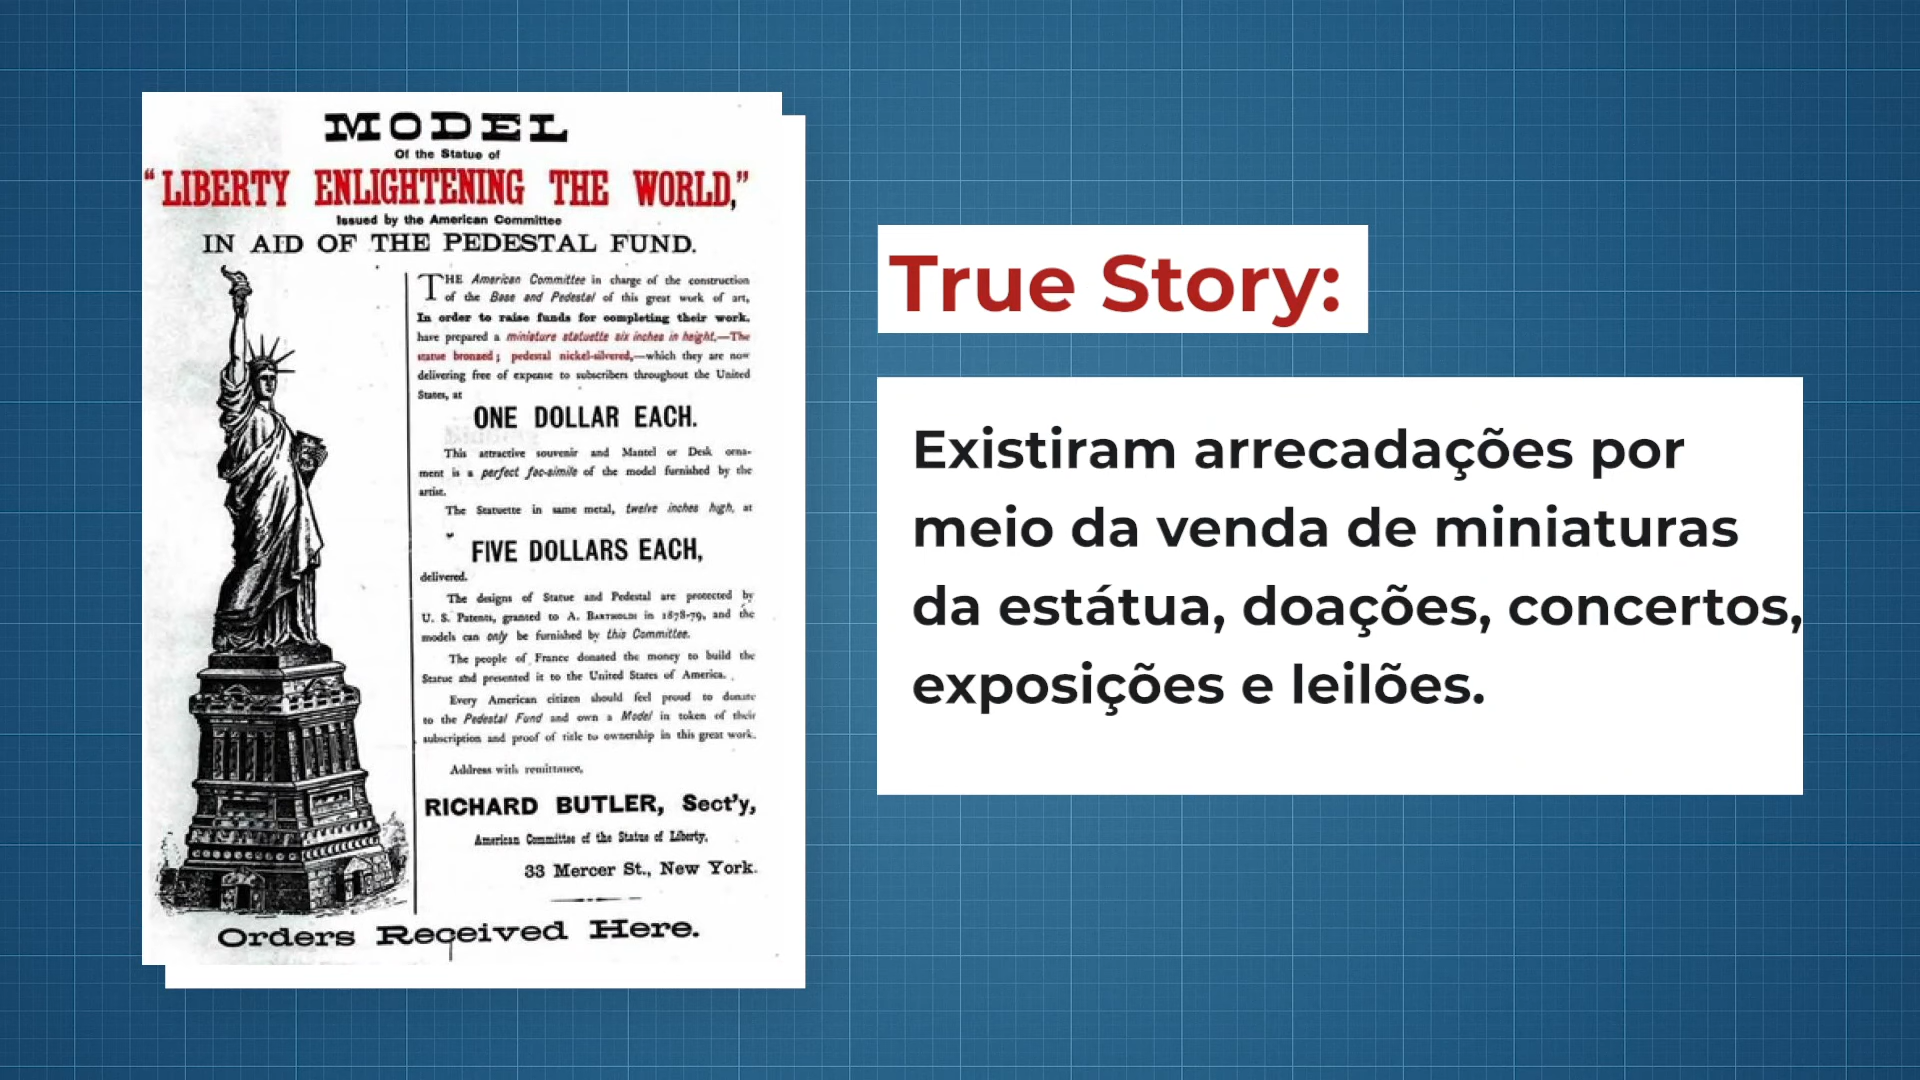 MODEL
Of the Statue of
"LIBERTY ENLIGHTENING THE WORLD,"
Issued by the American Committee
IN AID OF THE PEDESTAL FUND.
THE American Committee in charge of the construction
of the Base and Pedestal of this great work of art,
In order to raise funds for completing their work,
have prepared a miniature statuette six inches in height,—The
statue bronzed; pedestal nickel-silvered,—which they are now
delivering free of expense to subscribers throughout the United
States, at
ONE DOLLAR EACH.
This attractive souvenir and Mantel or Desk orna-
ment is a perfect fac-simile of the model furnished by the
artist.
The Statuette in same metal, twelve inches high, at
FIVE DOLLARS EACH,
delivered.
The designs of Statue and Pedestal are protected by
U. S. Patents, granted to A. BARTHOLDI in 1878-79, and the
models can only be furnished by this Committee.
The people of France donated the money to build the
Statue and presented it to the United States of America.
Every American citizen should feel proud to donate
to the Pedestal Fund and own a Model in token of their
subscription and proof of title to ownership in this great work.
Address with remittance,
RICHARD BUTLER, Sect'y,
American Committee of the Statue of Liberty,
33 Mercer St., New York.
Orders Received Here.
True Story:
Existiram arrecadações por
meio da venda de miniaturas
da estátua, doações, concertos,
exposições e leilões.